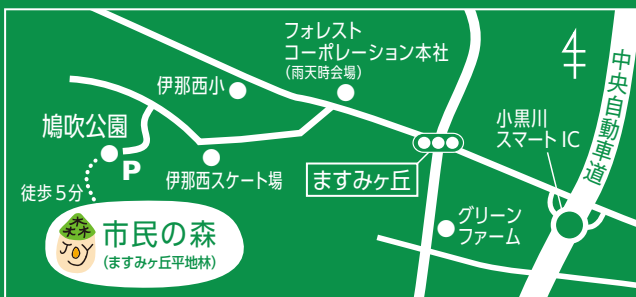 フォレスト
コーポレーション本社
(雨天時会場)
伊那西小
中央自動車道
小黒川
スマートIC
鳩吹公園
P
伊那西スケート場
ますみヶ丘
徒歩5分
グリーン
ファーム
森
JOY
市民の森
(ますみヶ丘平地林)